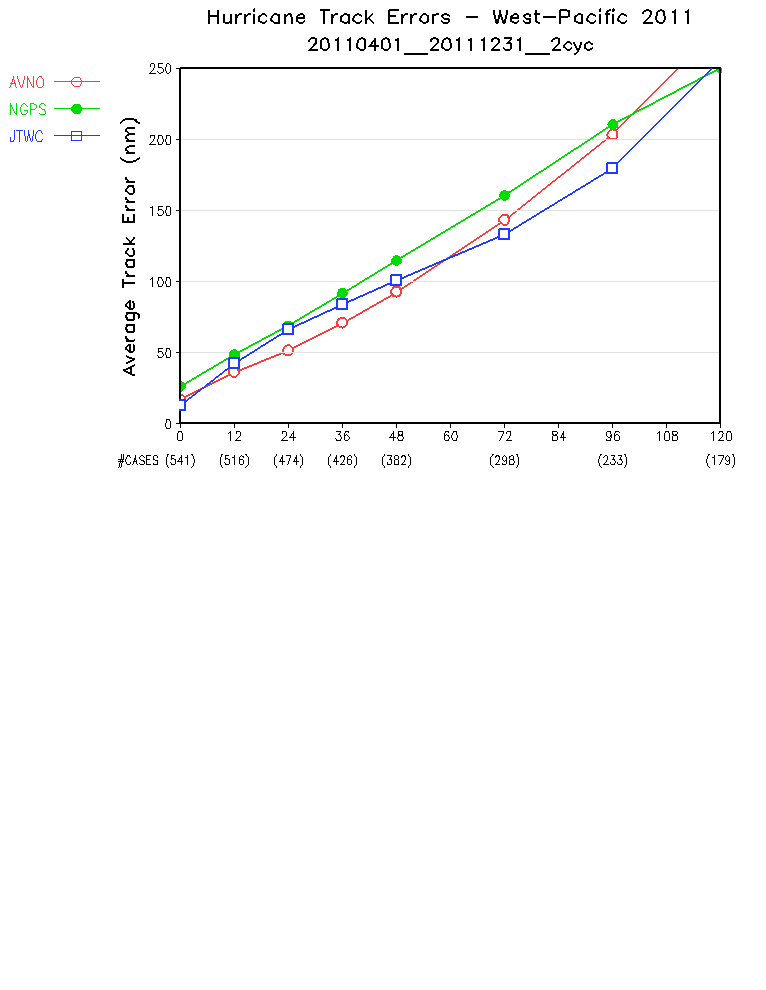 Hurricane Track Errors - West-Pacific 2011
20110401__20111231__2cyc
AVNO
NGPS
JTWC
Average Track Error (nm)
250
200
150
100
50
0
0 12 24 36 48 60 72 84 96 108 120
#CASES (541) (516) (474) (426) (382) (298) (233) (179)